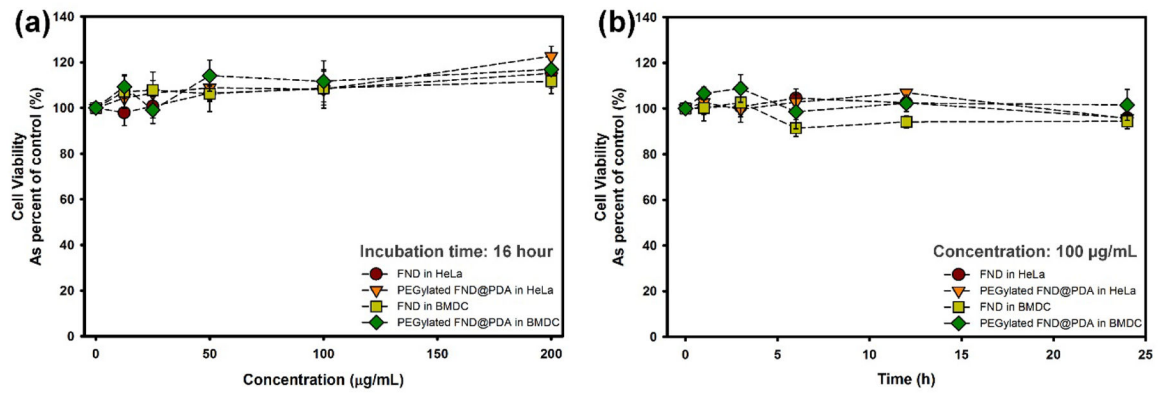 (a)
140
120
100
80
60
40
20
0
Cell Viability
As percent of control (%)
Incubation time: 16 hour
FND in HeLa
PEGylated FND@PDA in HeLa
FND in BMDC
PEGylated FND@PDA in BMDC
0 50 100 150 200
Concentration (μg/mL)
(b)
140
120
100
80
60
40
20
0
Cell Viability
As percent of control (%)
Concentration: 100 μg/mL
FND in HeLa
PEGylated FND@PDA in HeLa
FND in BMDC
PEGylated FND@PDA in BMDC
0 5 10 15 20 25
Time (h)